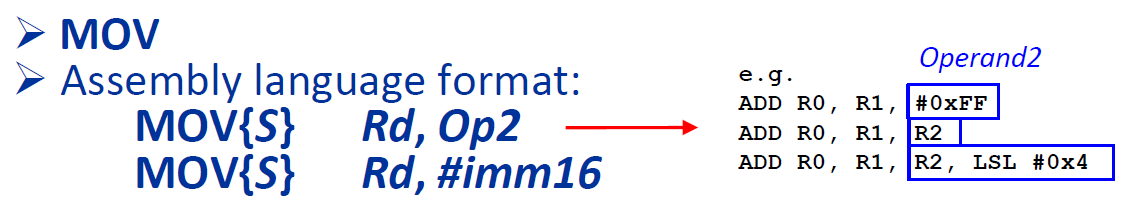 ➢ MOV
➢ Assembly language format:
MOV{S} Rd, Op2
MOV{S} Rd, #imm16
Operand2
e.g.
ADD R0, R1, #0xFF
ADD R0, R1, R2
ADD R0, R1, R2, LSL #0x4